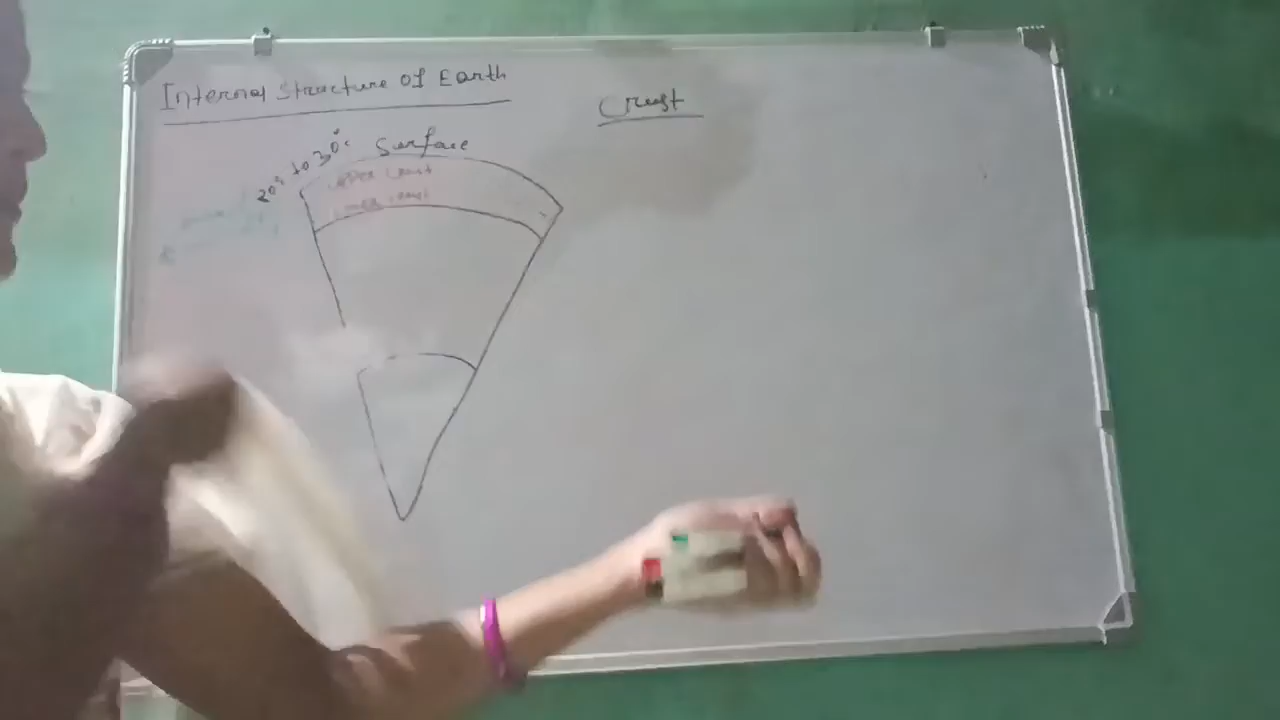 Internal Structure Of Earth
Crust
20°c to 30°c
Surface
upper crust
Lower crust